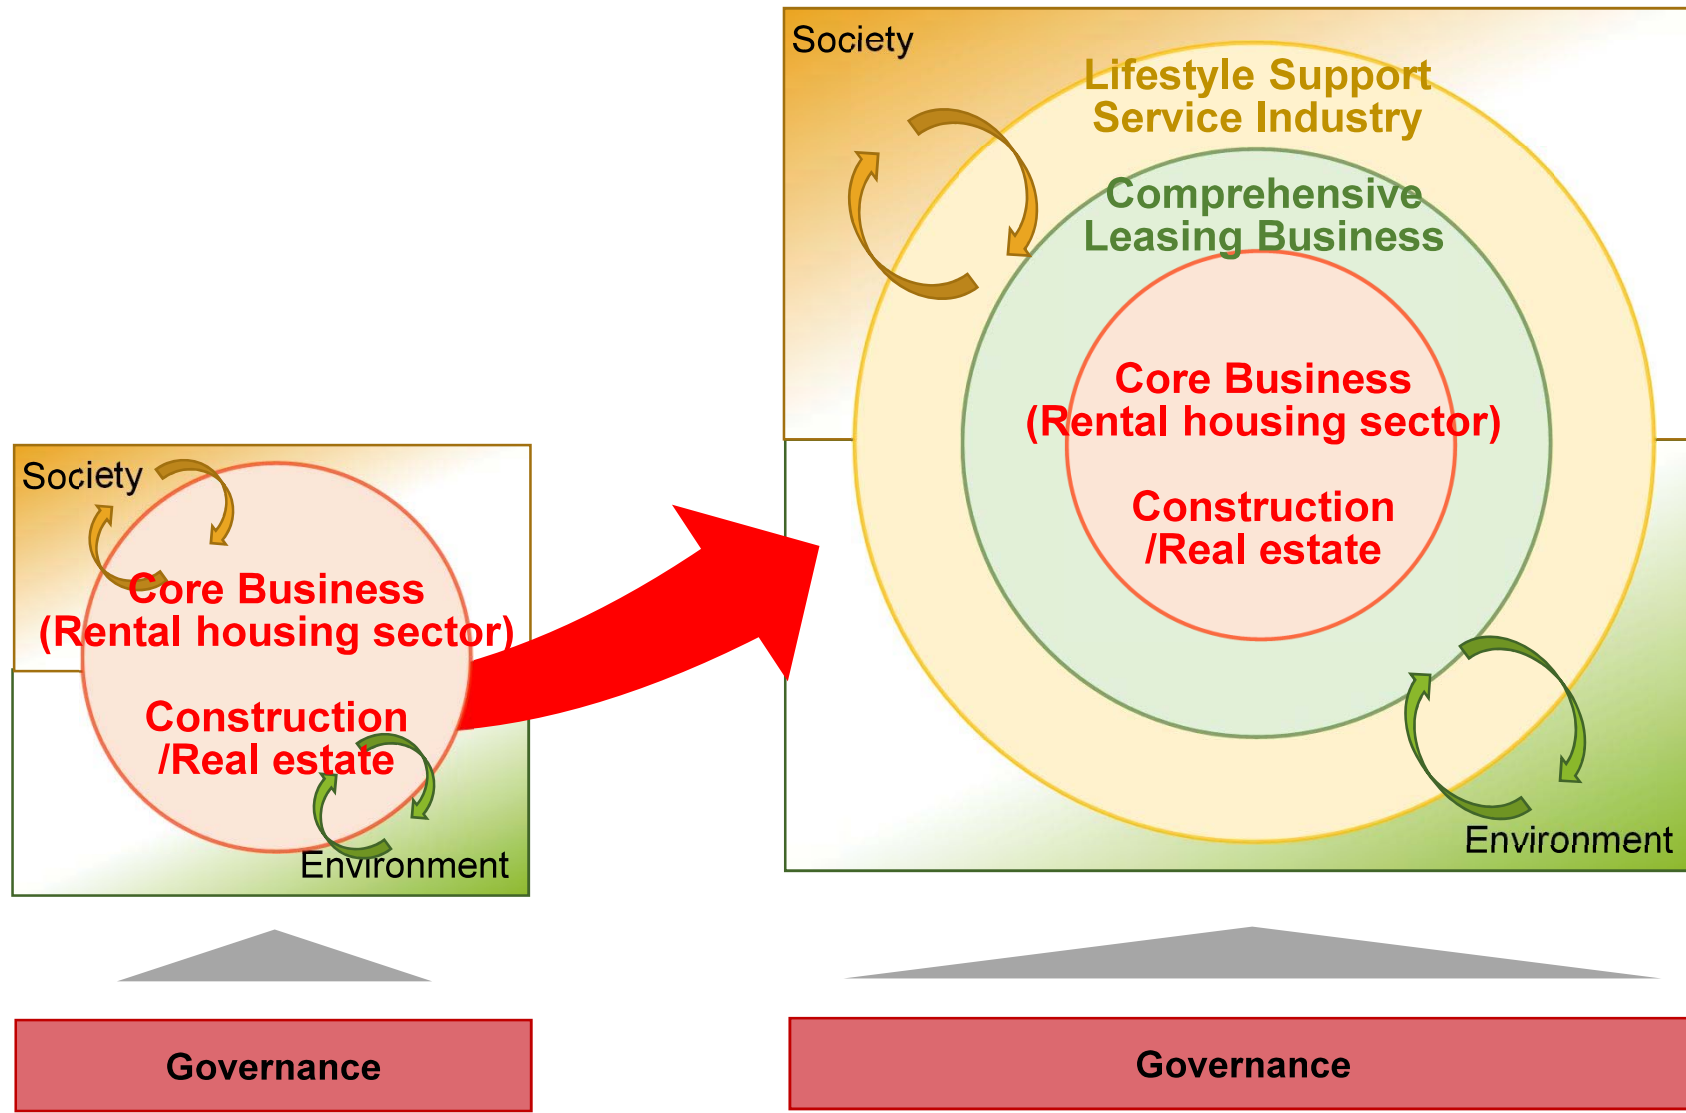 Society
Core Business
(Rental housing sector)
Construction
/Real estate
Environment
Governance
Society
Lifestyle Support
Service Industry
Comprehensive
Leasing Business
Core Business
(Rental housing sector)
Construction
/Real estate
Environment
Governance